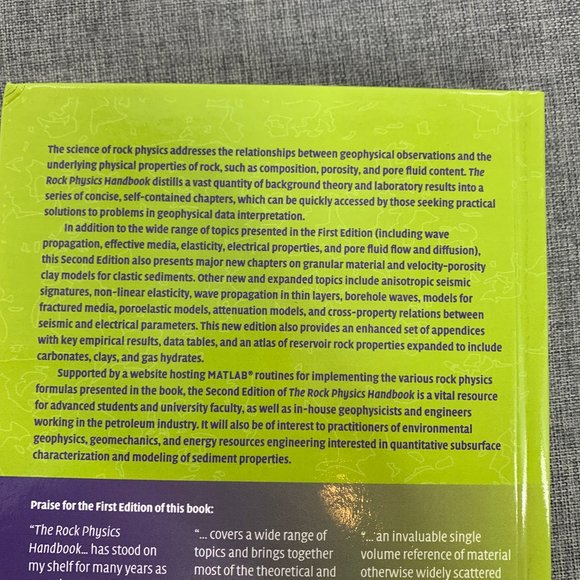 The science of rock physics addresses the relationships between geophysical observations and the
underlying physical properties of rock, such as composition, porosity, and pore fluid content. The
Rock Physics Handbook distills a vast quantity of background theory and laboratory results into a
series of concise, self-contained chapters, which can be quickly accessed by those seeking practical
solutions to problems in geophysical data interpretation.
In addition to the wide range of topics presented in the First Edition (including wave
propagation, effective media, elasticity, electrical properties, and pore fluid flow and diffusion),
this Second Edition also presents major new chapters on granular material and velocity-porosity
clay models for clastic sediments. Other new and expanded topics include anisotropic seismic
signatures, non-linear elasticity, wave propagation in thin layers, borehole waves, models for
fractured media, poroelastic models, attenuation models, and cross-property relations between
seismic and electrical parameters. This new edition also provides an enhanced set of appendices
with key empirical results, data tables, and an atlas of reservoir rock properties expanded to include
carbonates, clays, and gas hydrates.
Supported by a website hosting MATLAB® routines for implementing the various rock physics
formulas presented in the book, the Second Edition of The Rock Physics Handbook is a vital resource
for advanced students and university faculty, as well as in-house geophysicists and engineers
working in the petroleum industry. It will also be of interest to practitioners of environmental
geophysics, geomechanics, and energy resources engineering interested in quantitative subsurface
characterization and modeling of sediment properties.
Praise for the First Edition of this book:
"The Rock Physics
Handbook... has stood on
my shelf for many years as
"... covers a wide range of
topics and brings together
most of the theoretical and
"... an invaluable single
volume reference of material
otherwise widely scattered